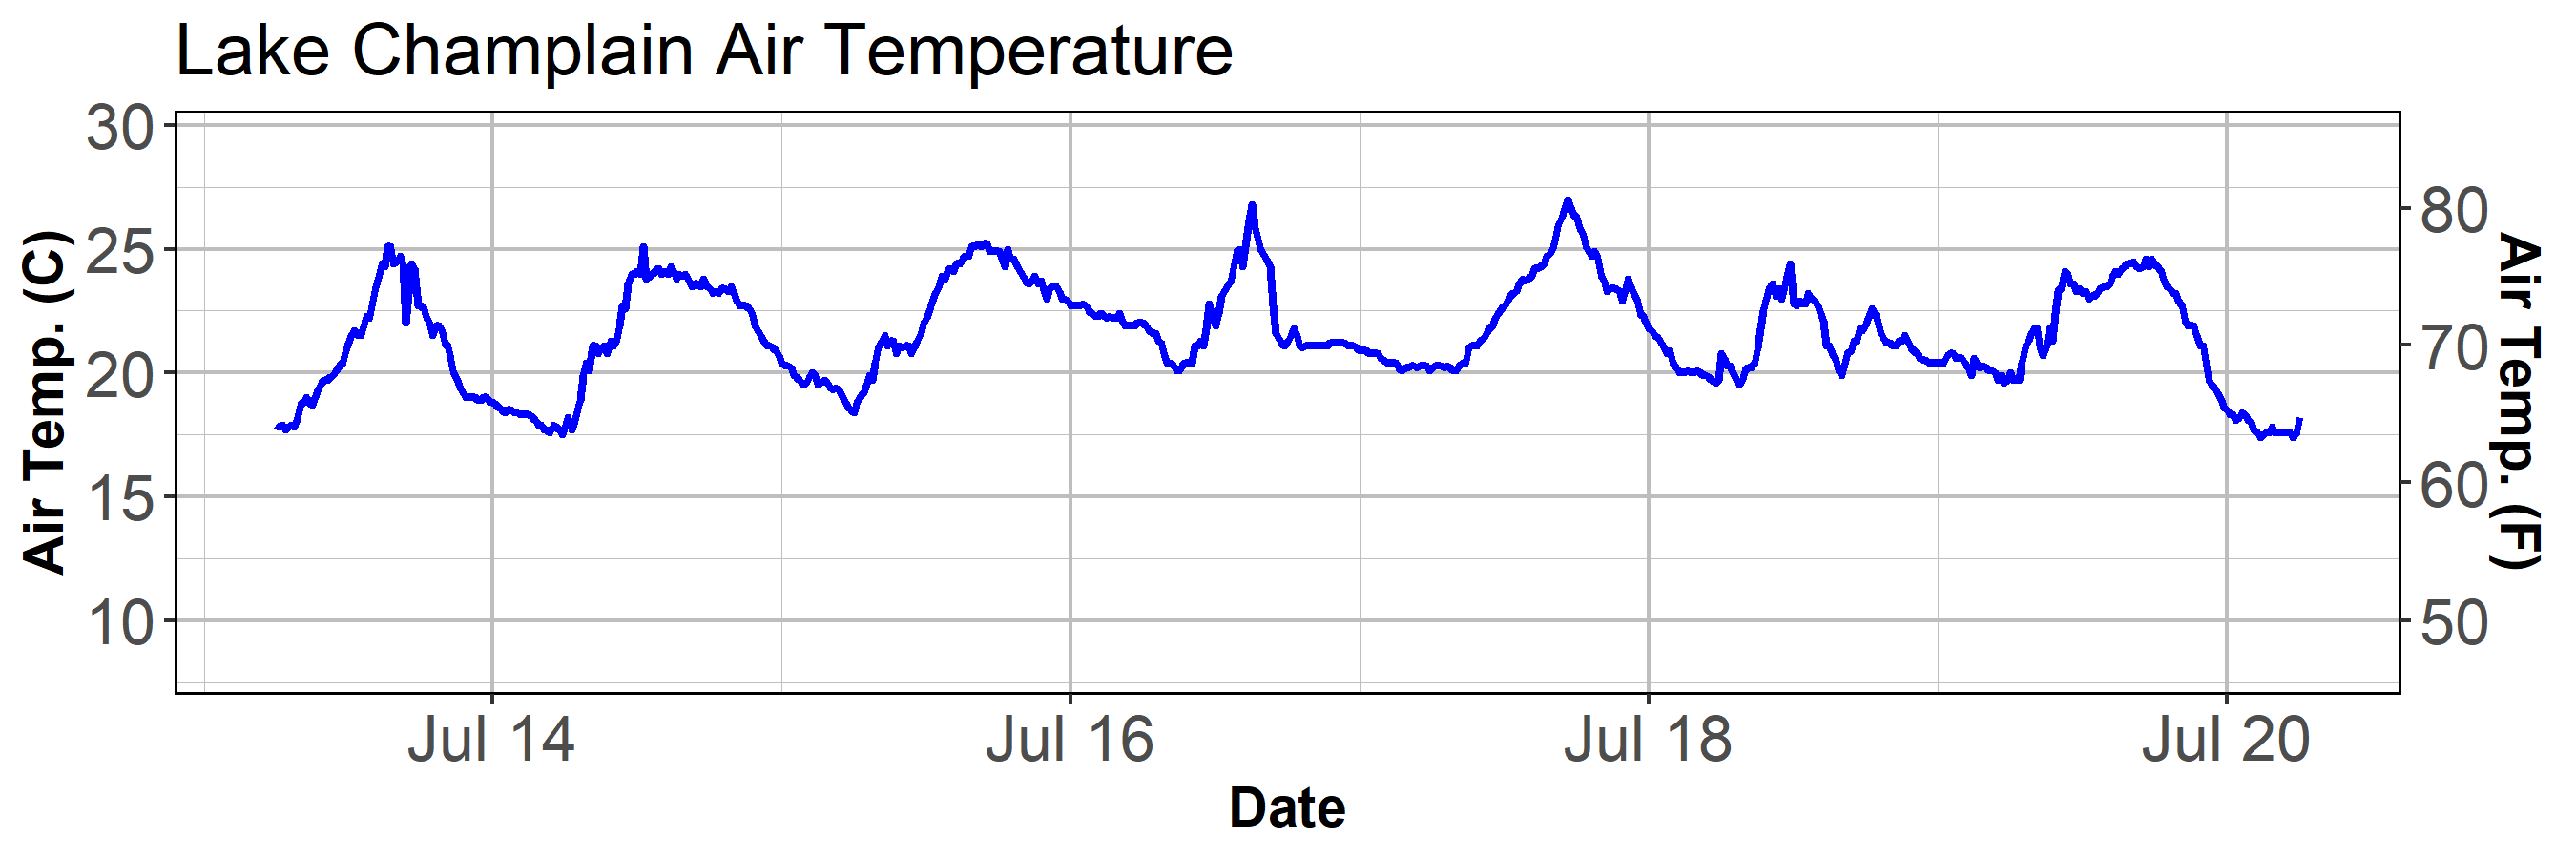 Lake Champlain Air Temperature
Air Temp. (C)
30
25
20
15
10
80
70
60
50
Air Temp. (F)
Jul 14 Jul 16 Jul 18 Jul 20
Date